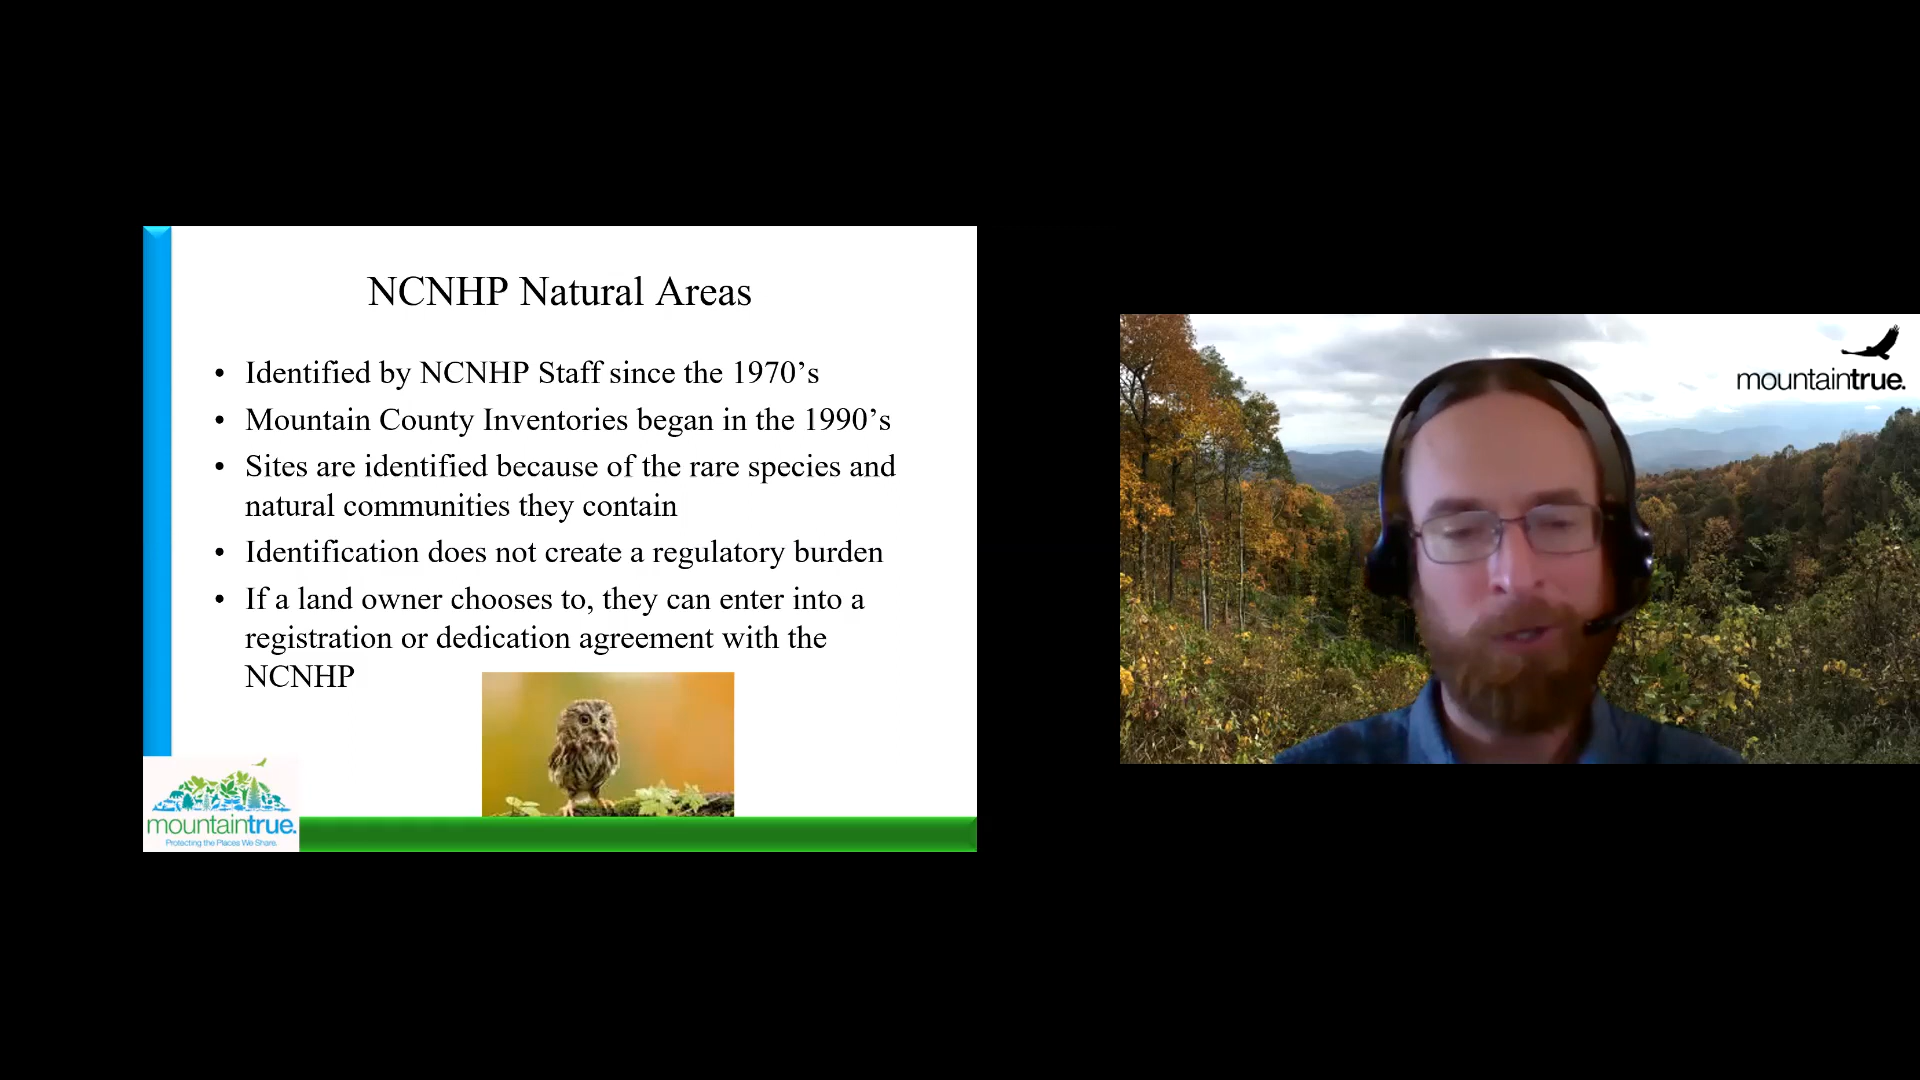 NCNHP Natural Areas
• Identified by NCNHP Staff since the 1970’s
• Mountain County Inventories began in the 1990’s
• Sites are identified because of the rare species and
natural communities they contain
• Identification does not create a regulatory burden
• If a land owner chooses to, they can enter into a
registration or dedication agreement with the
NCNHP
mountaintrue.
Protecting the Places We Share.
mountaintrue.